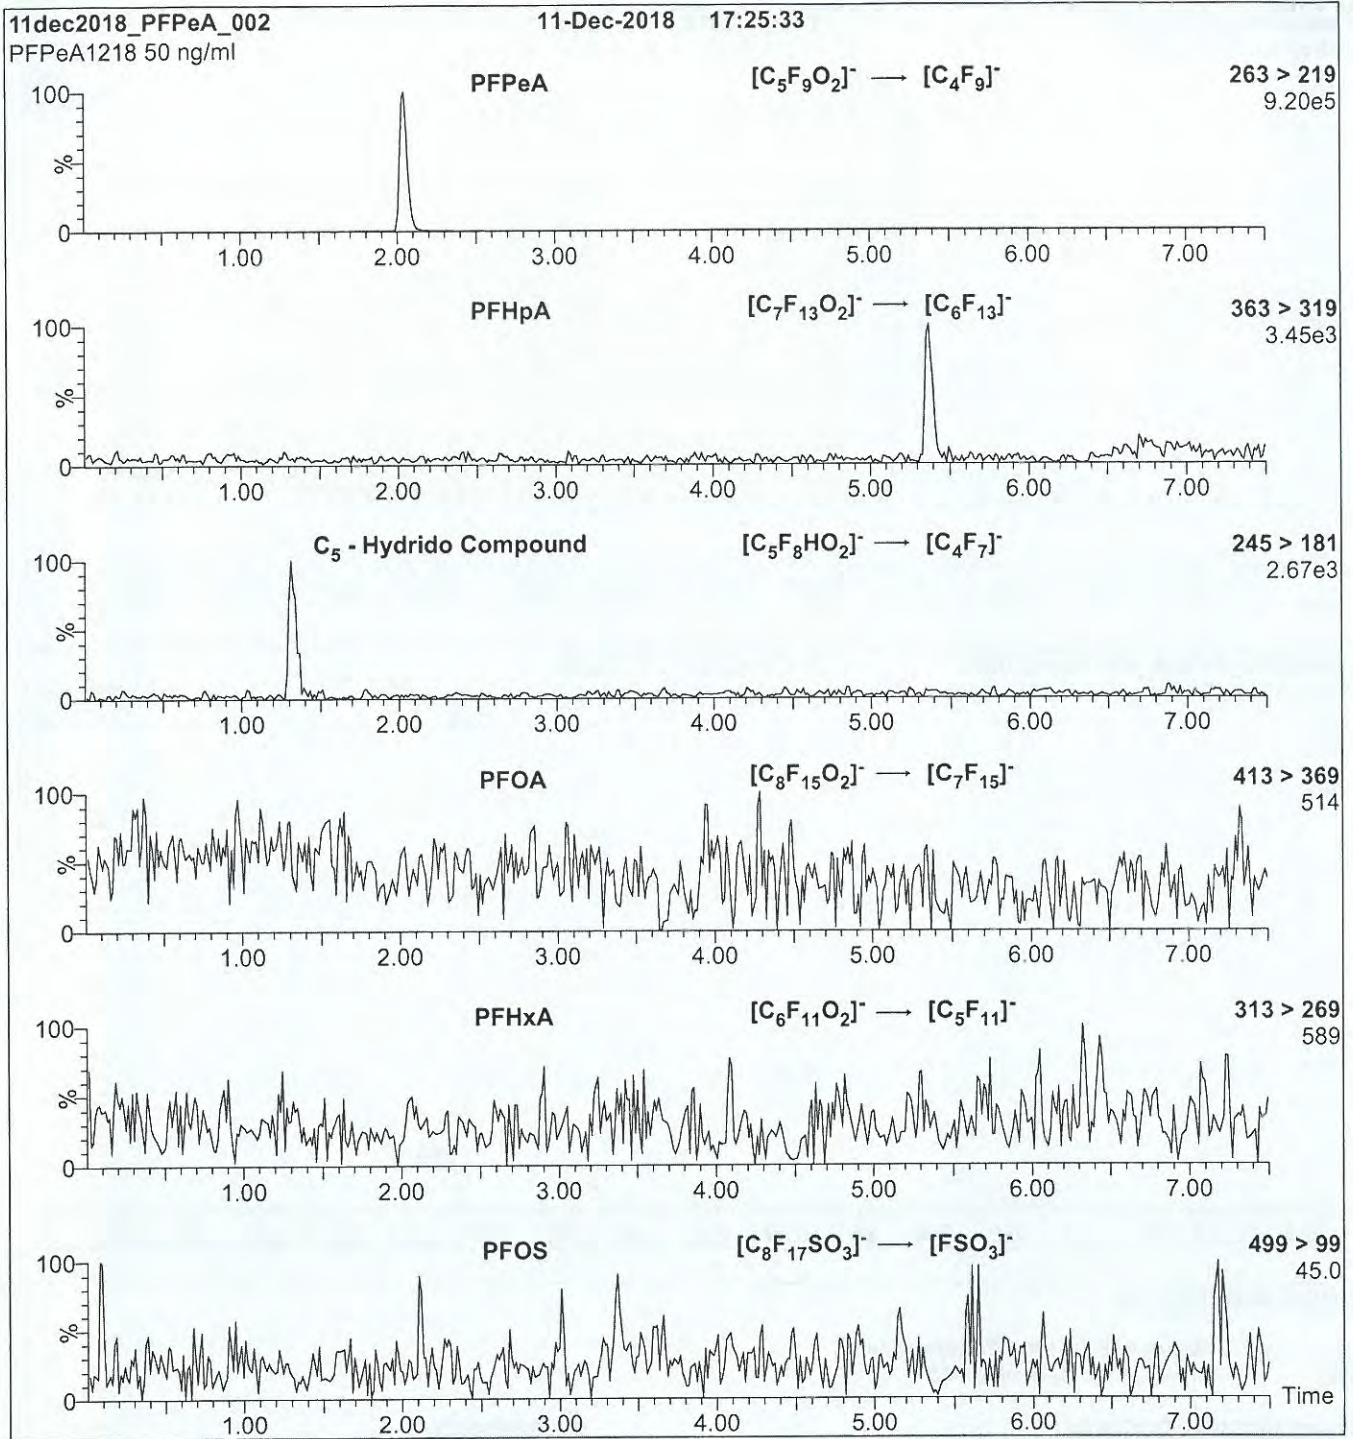 11dec2018_PFPeA_002 11-Dec-2018 17:25:33
PFPeA1218 50 ng/ml
PFPeA [C₅F₉O₂]⁻ → [C₄F₉]⁻ 263 > 219
9.20e5
100
%
0
1.00 2.00 3.00 4.00 5.00 6.00 7.00
PFHpA [C₇F₁₃O₂]⁻ → [C₆F₁₃]⁻ 363 > 319
3.45e3
100
%
0
1.00 2.00 3.00 4.00 5.00 6.00 7.00
C₅ - Hydrido Compound [C₅F₈HO₂]⁻ → [C₄F₇]⁻ 245 > 181
2.67e3
100
%
0
1.00 2.00 3.00 4.00 5.00 6.00 7.00
PFOA [C₈F₁₅O₂]⁻ → [C₇F₁₅]⁻ 413 > 369
514
100
%
0
1.00 2.00 3.00 4.00 5.00 6.00 7.00
PFHxA [C₆F₁₁O₂]⁻ → [C₅F₁₁]⁻ 313 > 269
589
100
%
0
1.00 2.00 3.00 4.00 5.00 6.00 7.00
PFOS [C₈F₁₇SO₃]⁻ → [FSO₃]⁻ 499 > 99
45.0
100
%
0
Time
1.00 2.00 3.00 4.00 5.00 6.00 7.00